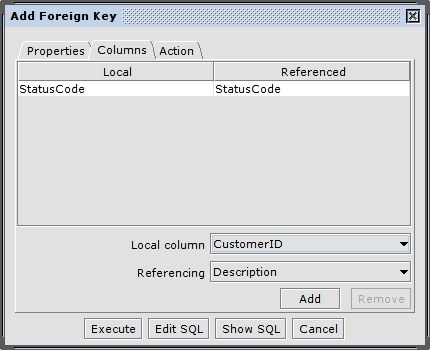 Add Foreign Key
Properties Columns Action
Local Referenced
StatusCode StatusCode
Local column CustomerID
Referencing Description
Add Remove
Execute Edit SQL Show SQL Cancel